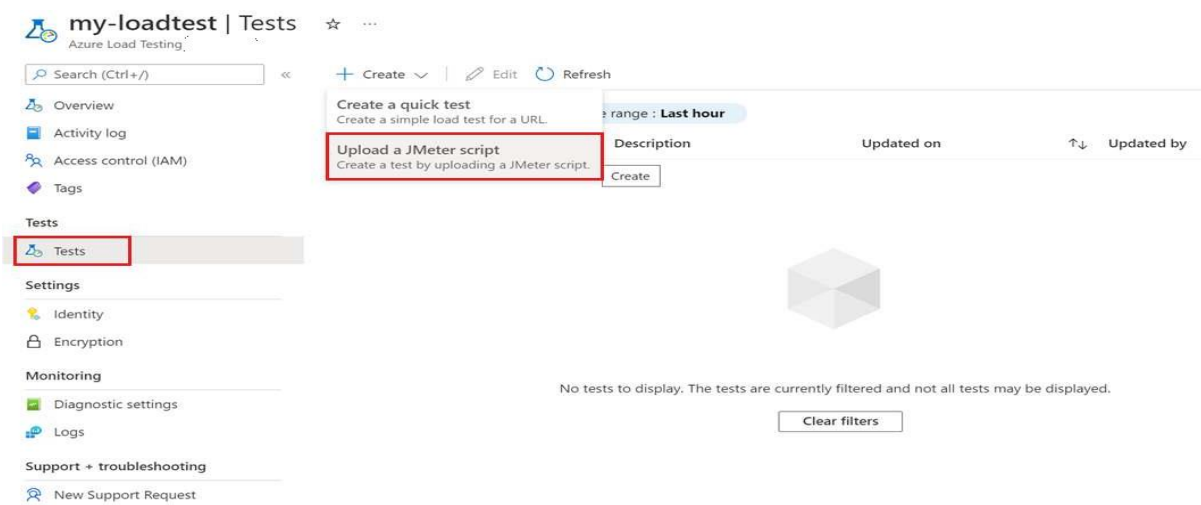 my-loadtest | Tests
Azure Load Testing
Search (Ctrl+/)
Overview
Activity log
Access control (IAM)
Tags
Tests
Tests
Settings
Identity
Encryption
Monitoring
Diagnostic settings
Logs
Support + troubleshooting
New Support Request
Create Edit Refresh
Create a quick test
Create a simple load test for a URL.
Upload a JMeter script
Create a test by uploading a JMeter script.
range : Last hour
Description Updated on Updated by
Create
No tests to display. The tests are currently filtered and not all tests may be displayed.
Clear filters